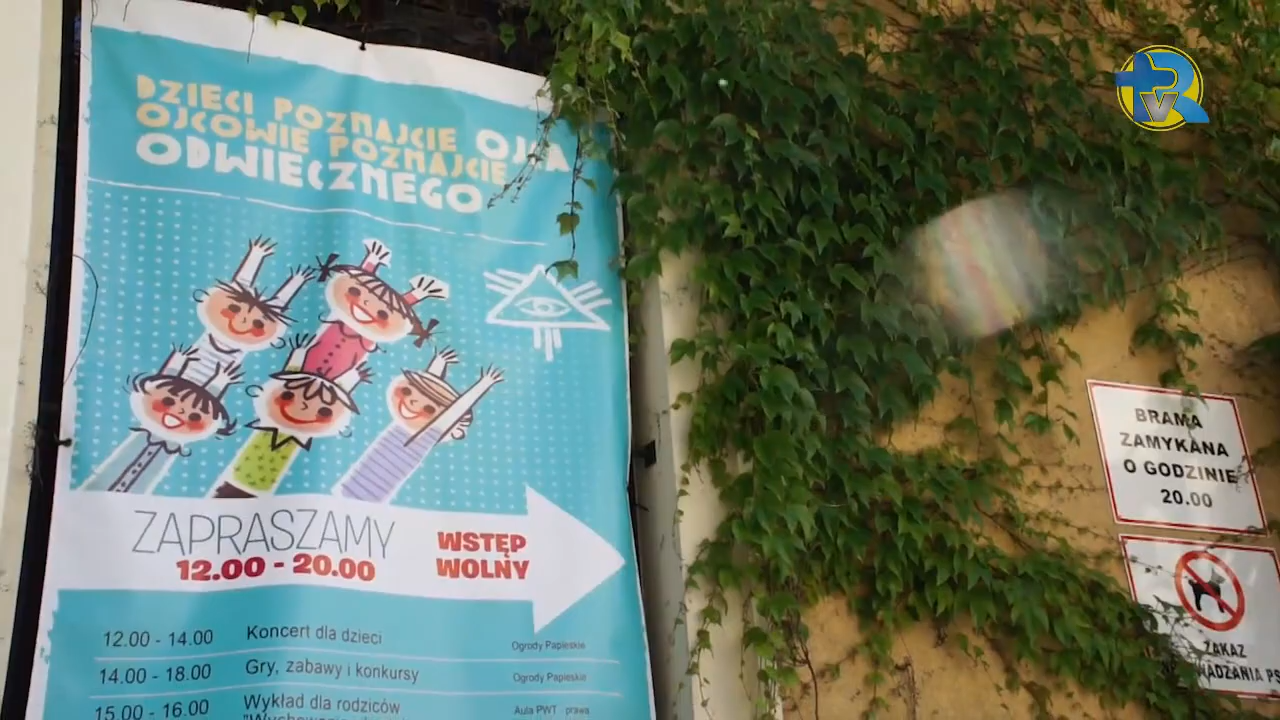 DZIECI POZNAJCIE OJCA
OJCOWIE POZNAJCIE
ODWIECZNEGO
ZAPRASZAMY
12.00 - 20.00
WSTĘP
WOLNY
12.00 - 14.00 Koncert dla dzieci Ogrody Papieskie
14.00 - 18.00 Gry, zabawy i konkursy Ogrody Papieskie
15.00 - 16.00 Wykład dla rodziców Aula PWT - prawa
BRAMA
ZAMYKANA
O GODZINIE
20.00
ZAKAZ